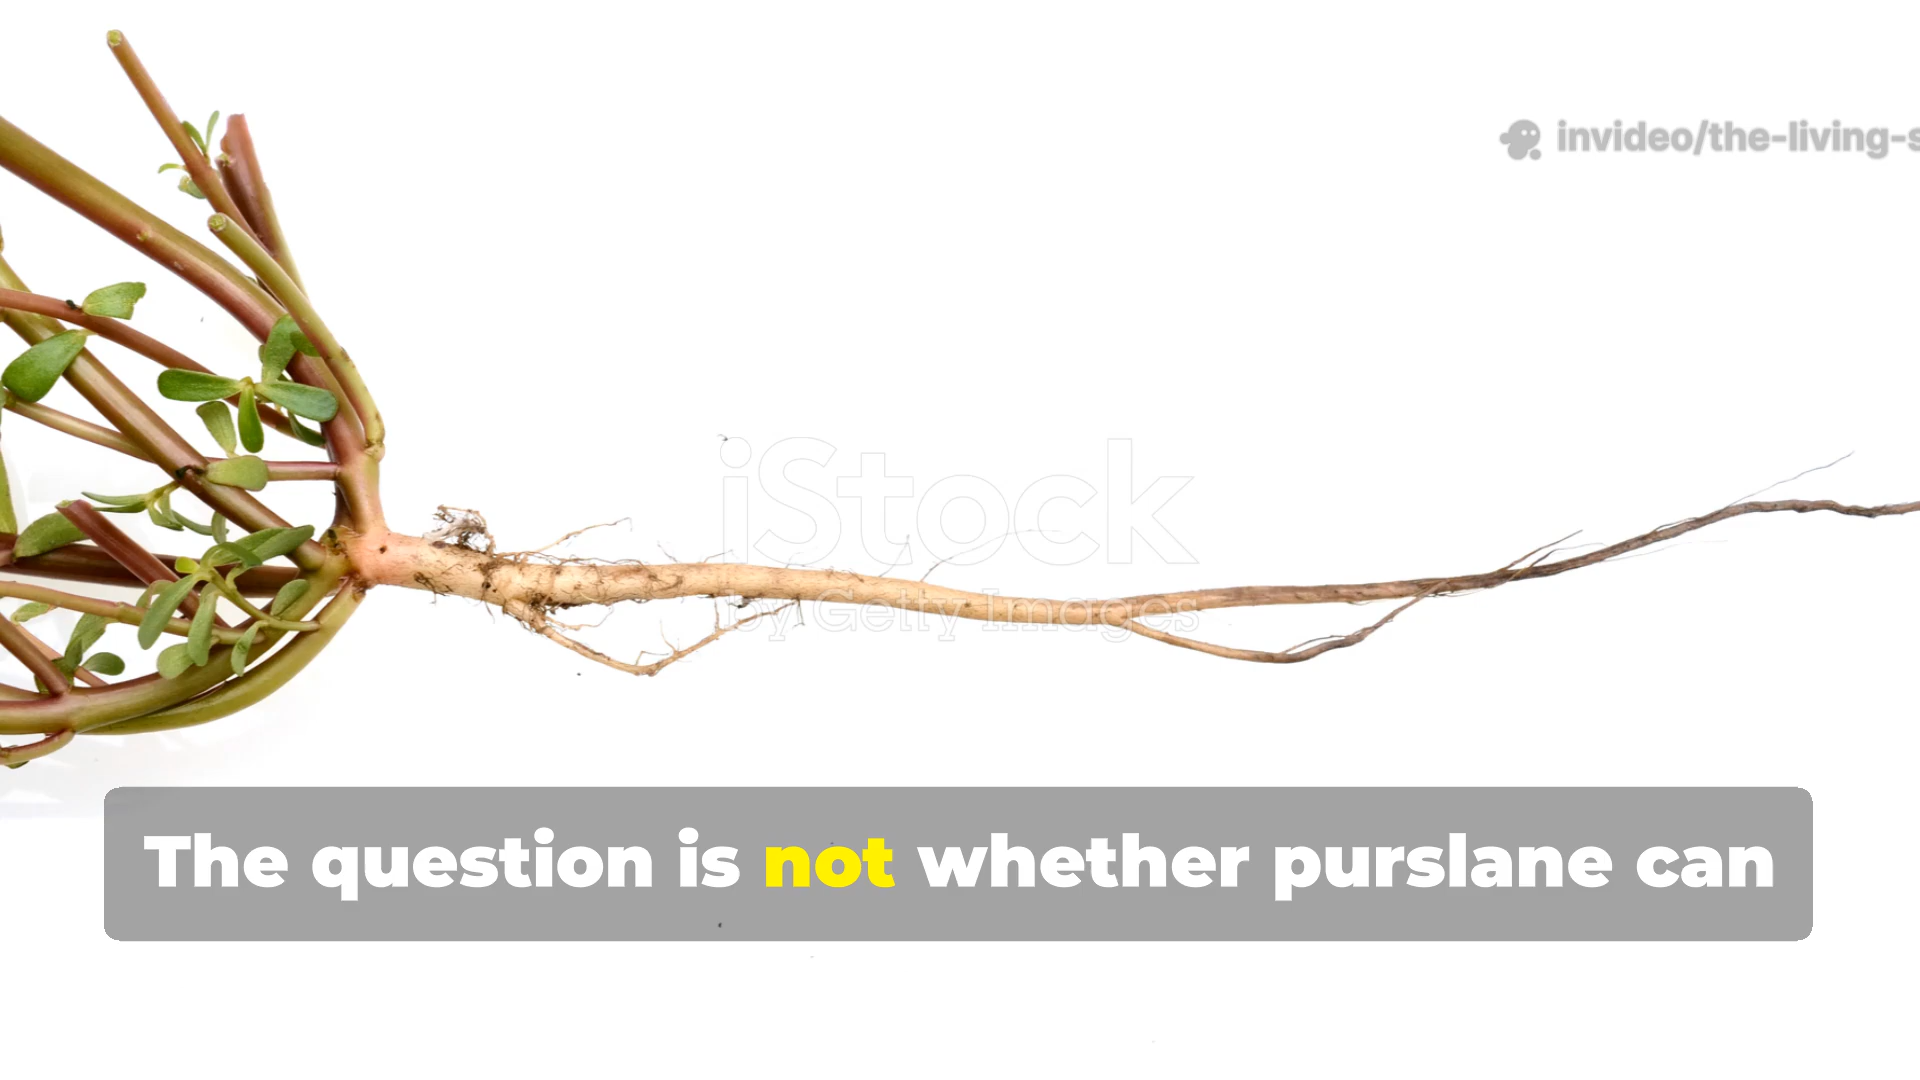 invideo/the-living-s
iStock
by Getty Images
The question is not whether purslane can